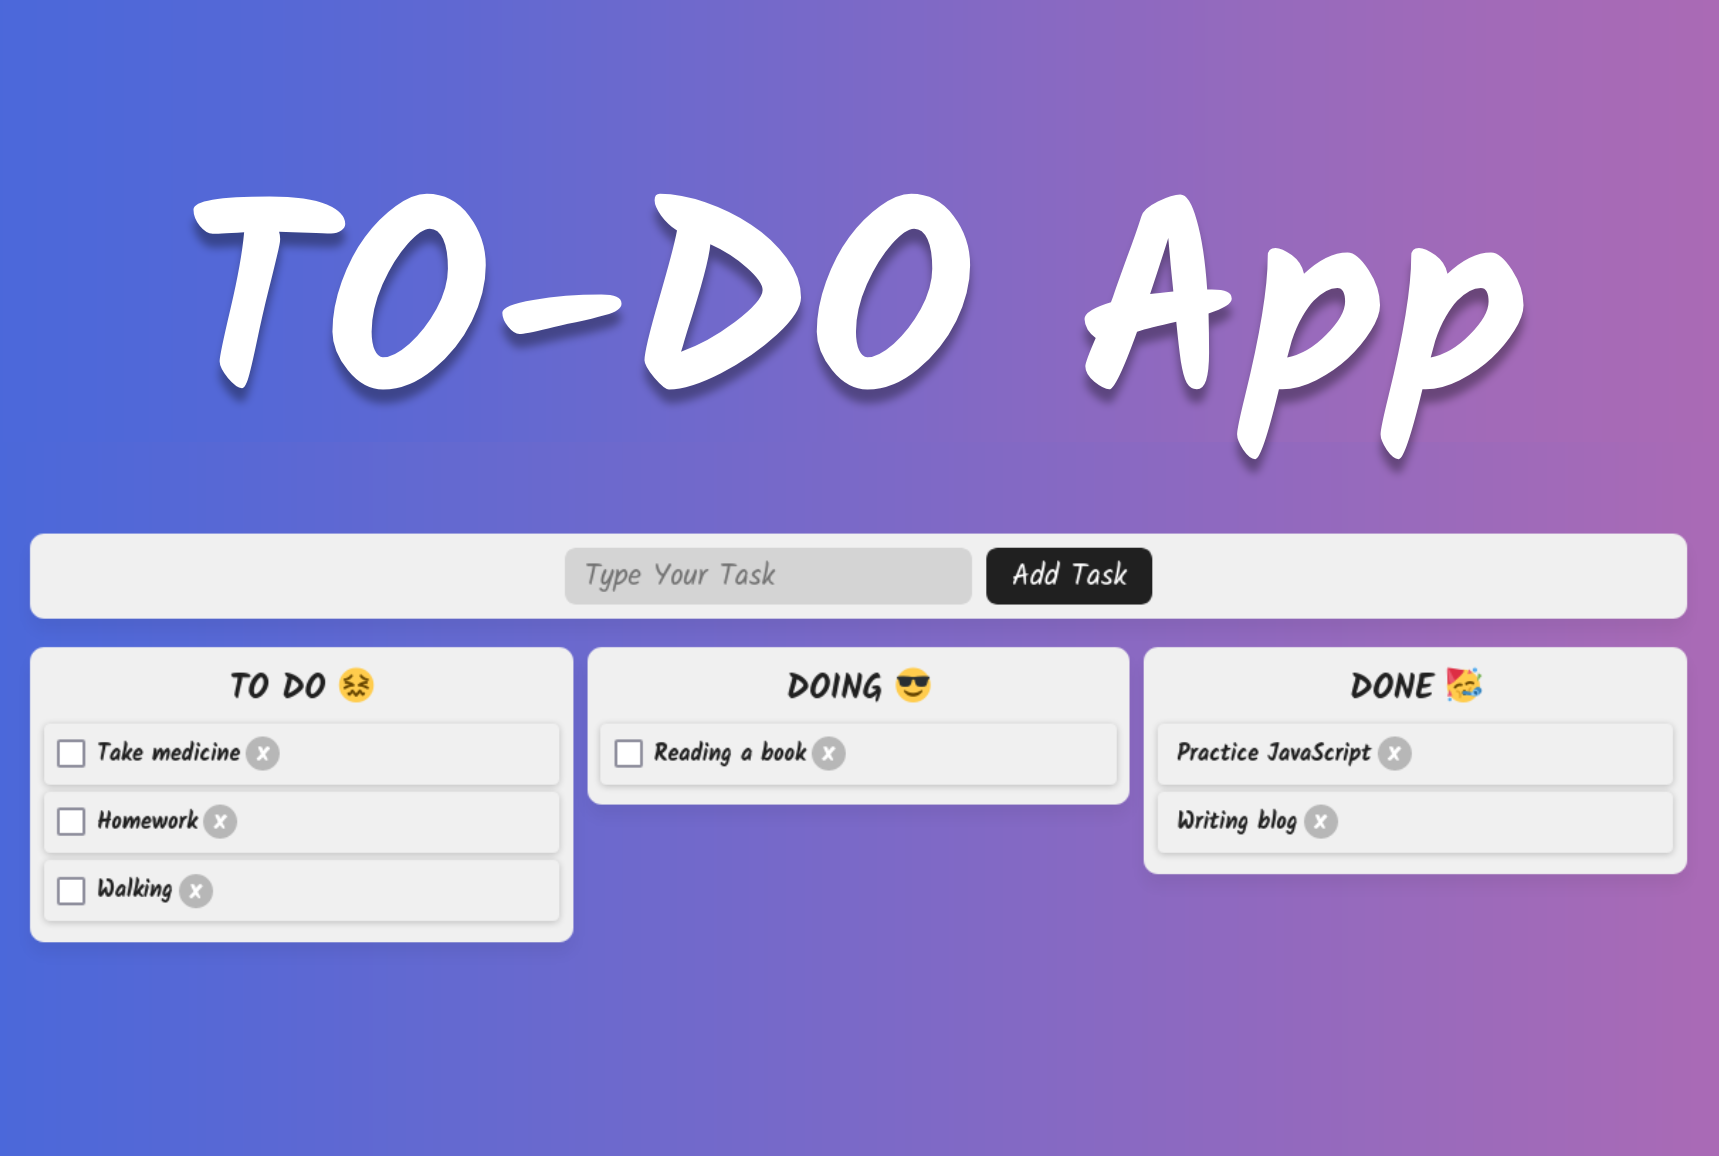 TO-DO App
Type Your Task
Add Task
TO DO 😖
Take medicine x
Homework x
Walking x
DOING 😎
Reading a book x
DONE 🥳
Practice JavaScript x
Writing blog x